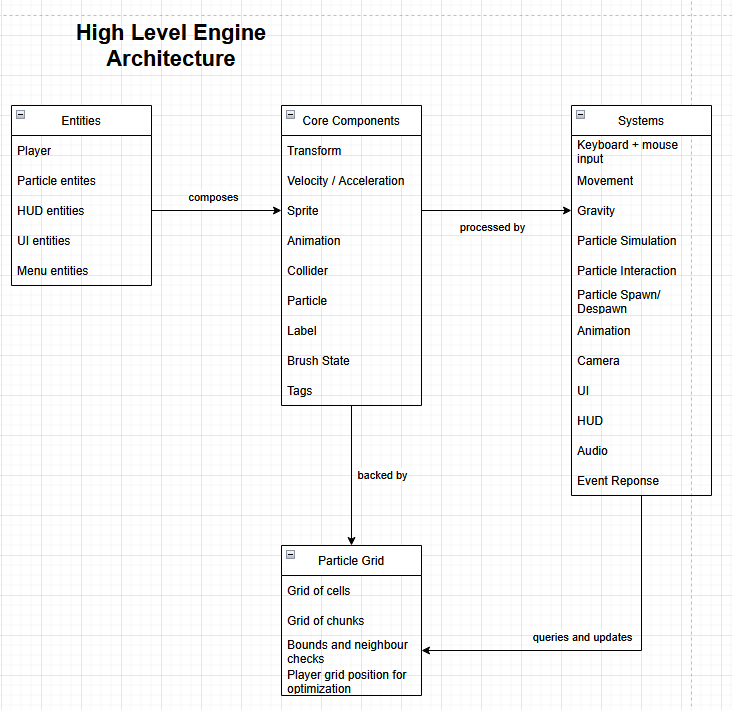 High Level Engine
Architecture
Entities
Player
Particle entites
HUD entities
UI entities
Menu entities
composes
Core Components
Transform
Velocity / Acceleration
Sprite
Animation
Collider
Particle
Label
Brush State
Tags
processed by
Systems
Keyboard + mouse
input
Movement
Gravity
Particle Simulation
Particle Interaction
Particle Spawn/
Despawn
Animation
Camera
UI
HUD
Audio
Event Reponse
backed by
queries and updates
Particle Grid
Grid of cells
Grid of chunks
Bounds and neighbour
checks
Player grid position for
optimization